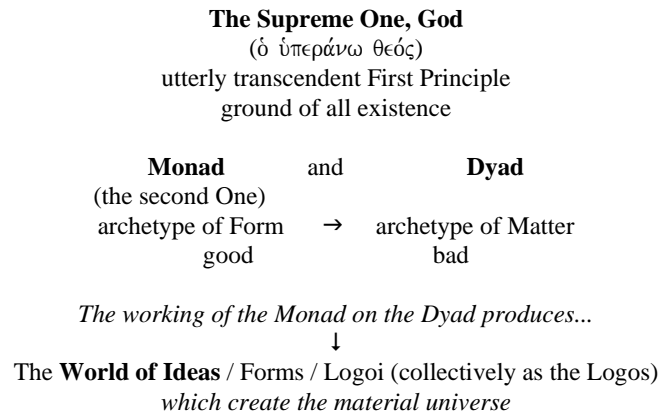 The Supreme One, God
(ὁ ὑπεράνω θεός)
utterly transcendent First Principle
ground of all existence
Monad and Dyad
(the second One)
archetype of Form → archetype of Matter
good bad
The working of the Monad on the Dyad produces...
↓
The World of Ideas / Forms / Logoi (collectively as the Logos)
which create the material universe